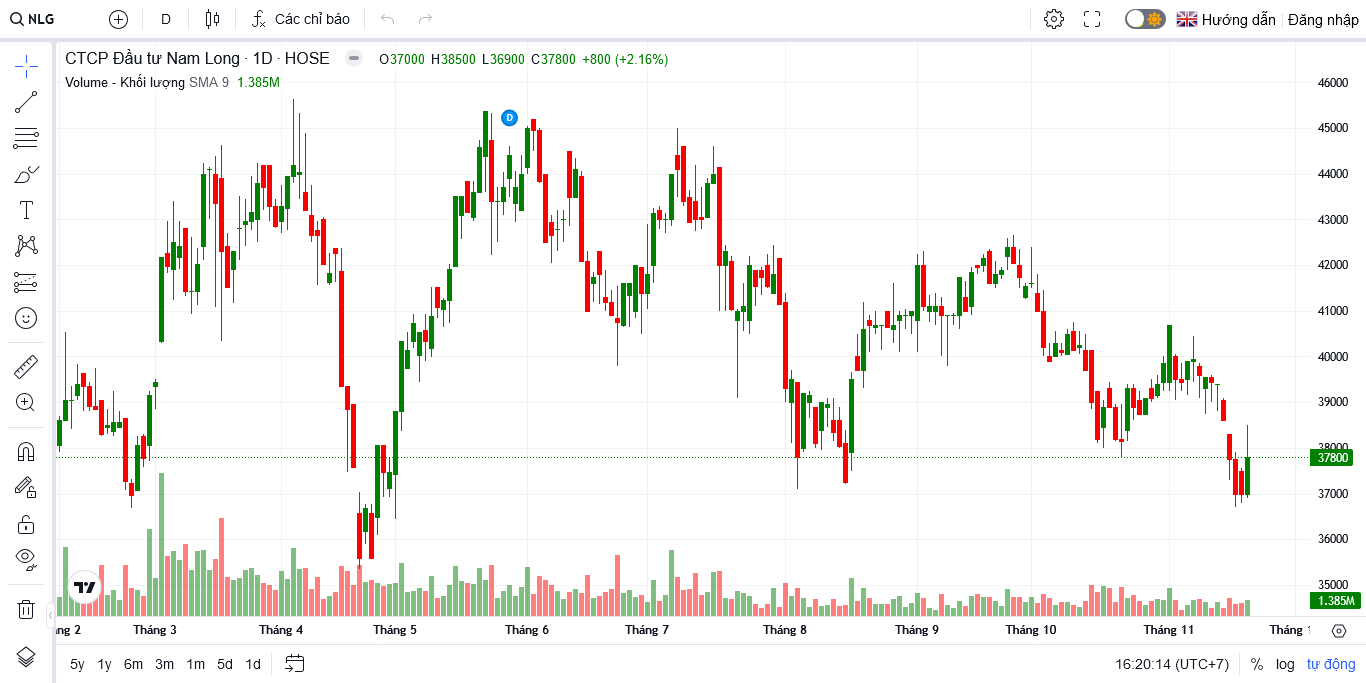 NLG D Các chỉ báo Hướng dẫn Đăng nhập
CTCP Đầu tư Nam Long · 1D · HOSE O37000 H38500 L36900 C37800 +800 (+2.16%)
Volume - Khối lượng SMA 9 1.385M
D
46000
45000
44000
43000
42000
41000
40000
39000
38000
37800
37000
36000
35000
1.385M
ng 2 Tháng 3 Tháng 4 Tháng 5 Tháng 6 Tháng 7 Tháng 8 Tháng 9 Tháng 10 Tháng 11 Tháng 1
5y 1y 6m 3m 1m 5d 1d 16:20:14 (UTC+7) % log tự động